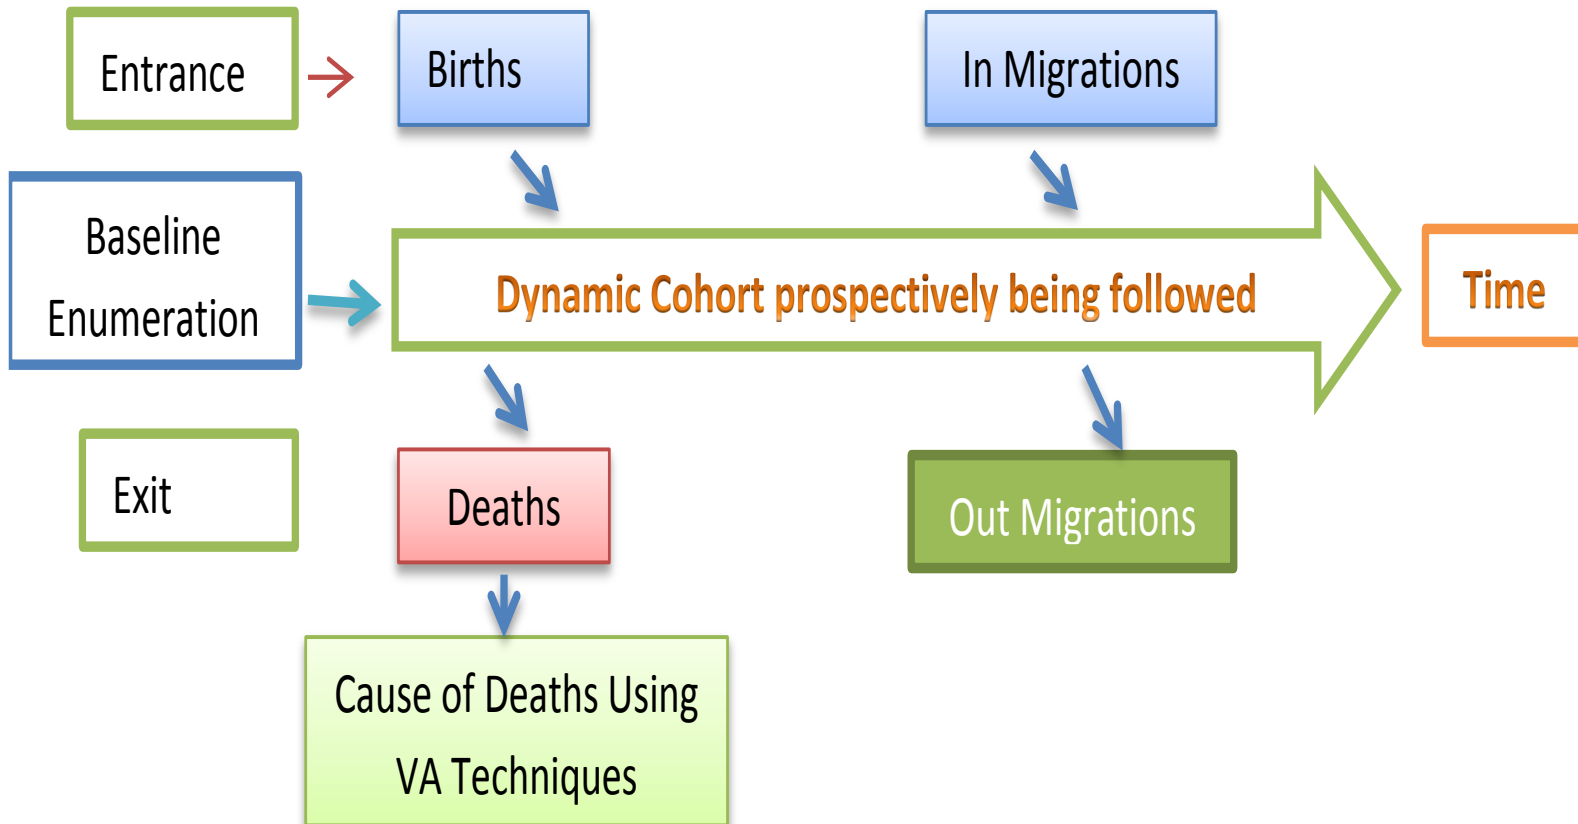 Entrance
Births
In Migrations
Baseline
Enumeration
Dynamic Cohort prospectively being followed
Time
Exit
Deaths
Out Migrations
Cause of Deaths Using
VA Techniques